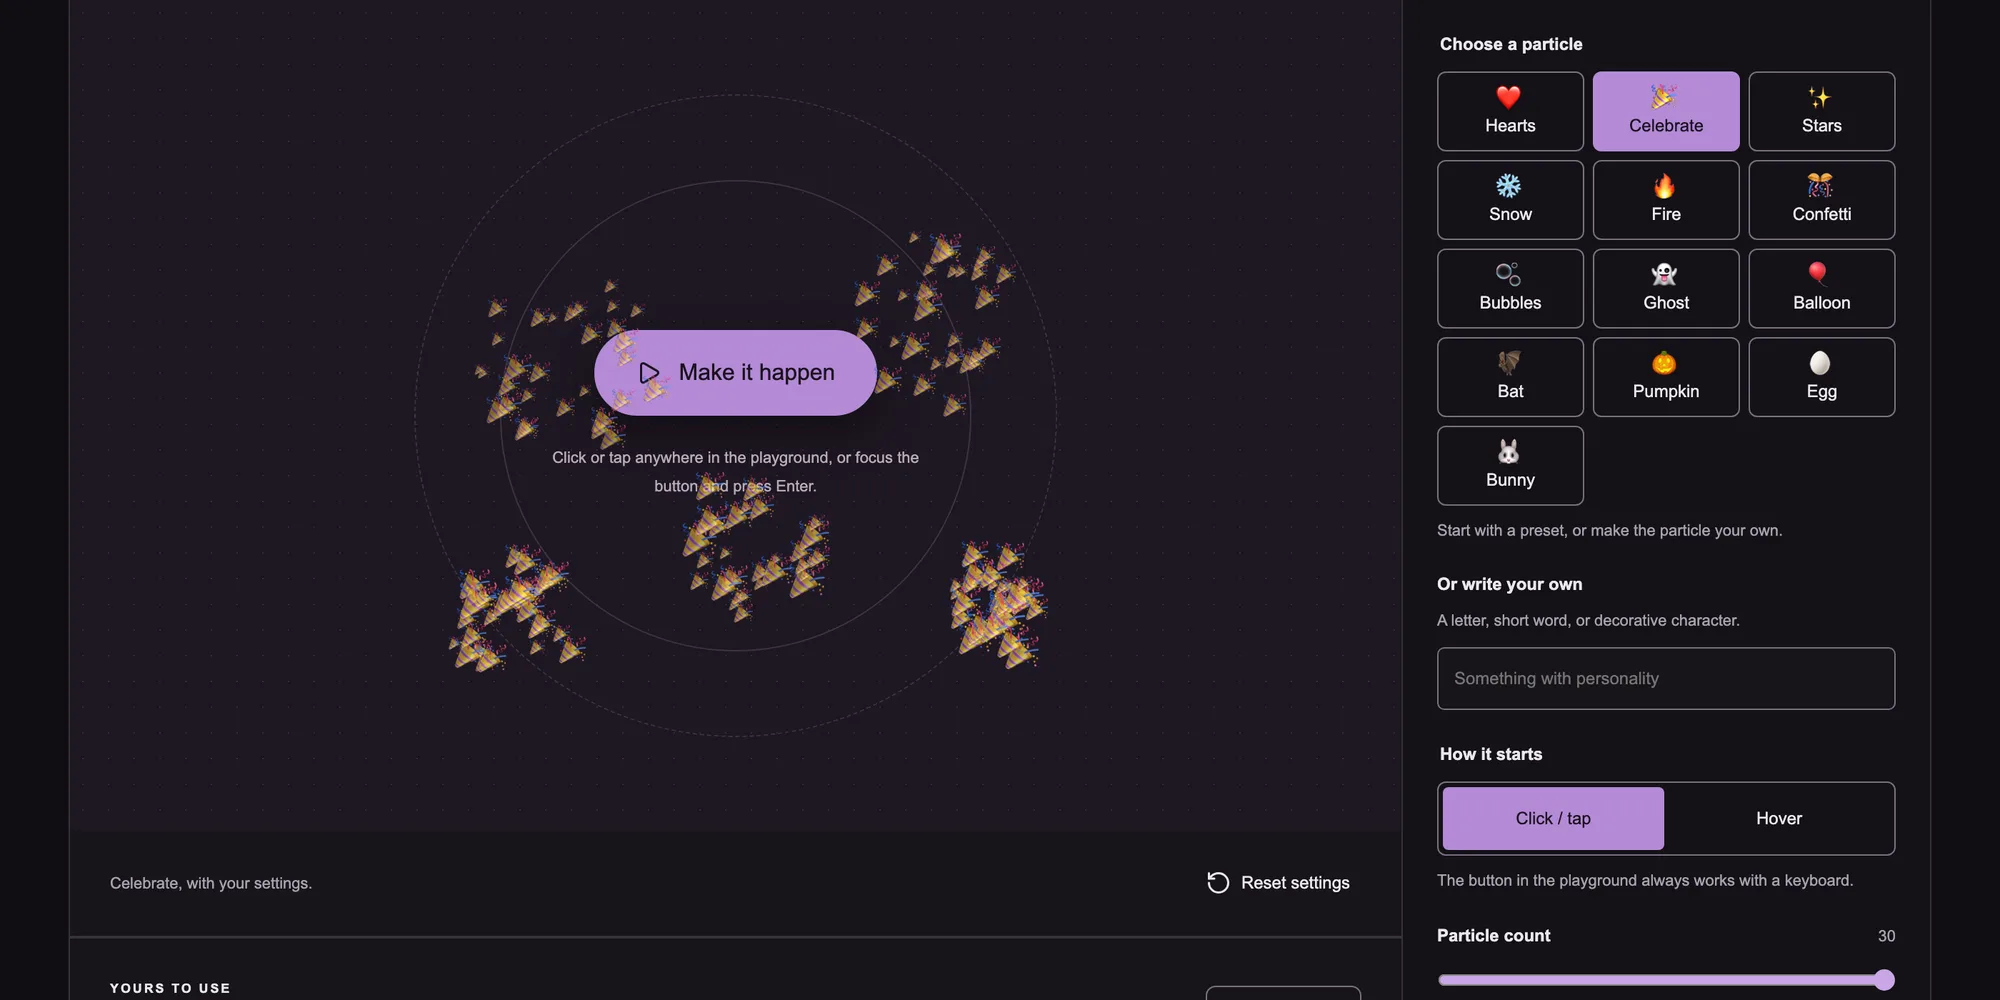 Make it happen
Click or tap anywhere in the playground, or focus the
button and press Enter.
Celebrate, with your settings.
Reset settings
YOURS TO USE
Choose a particle
Hearts
Celebrate
Stars
Snow
Fire
Confetti
Bubbles
Ghost
Balloon
Bat
Pumpkin
Egg
Bunny
Start with a preset, or make the particle your own.
Or write your own
A letter, short word, or decorative character.
Something with personality
How it starts
Click / tap
Hover
The button in the playground always works with a keyboard.
Particle count
30